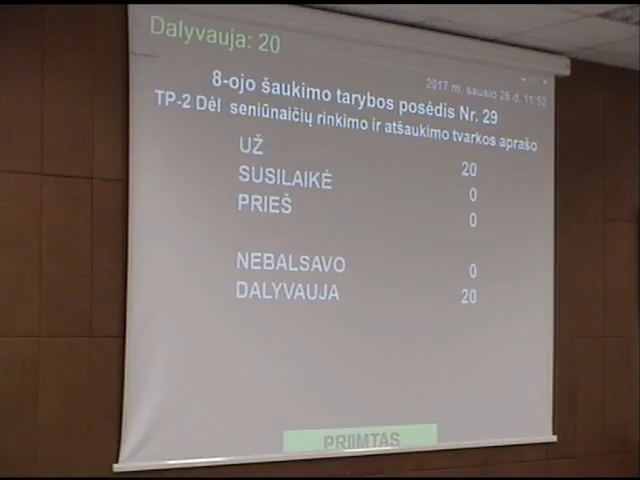 Dalyvauja: 20
2017 m. sausio 26 d. 11:52
8-ojo šaukimo tarybos posėdis Nr. 29
TP-2 Dėl seniūnaičių rinkimo ir atšaukimo tvarkos aprašo
UŽ 20
SUSILAIKĖ 0
PRIEŠ 0
NEBALSAVO 0
DALYVAUJA 20
PRIIMTAS